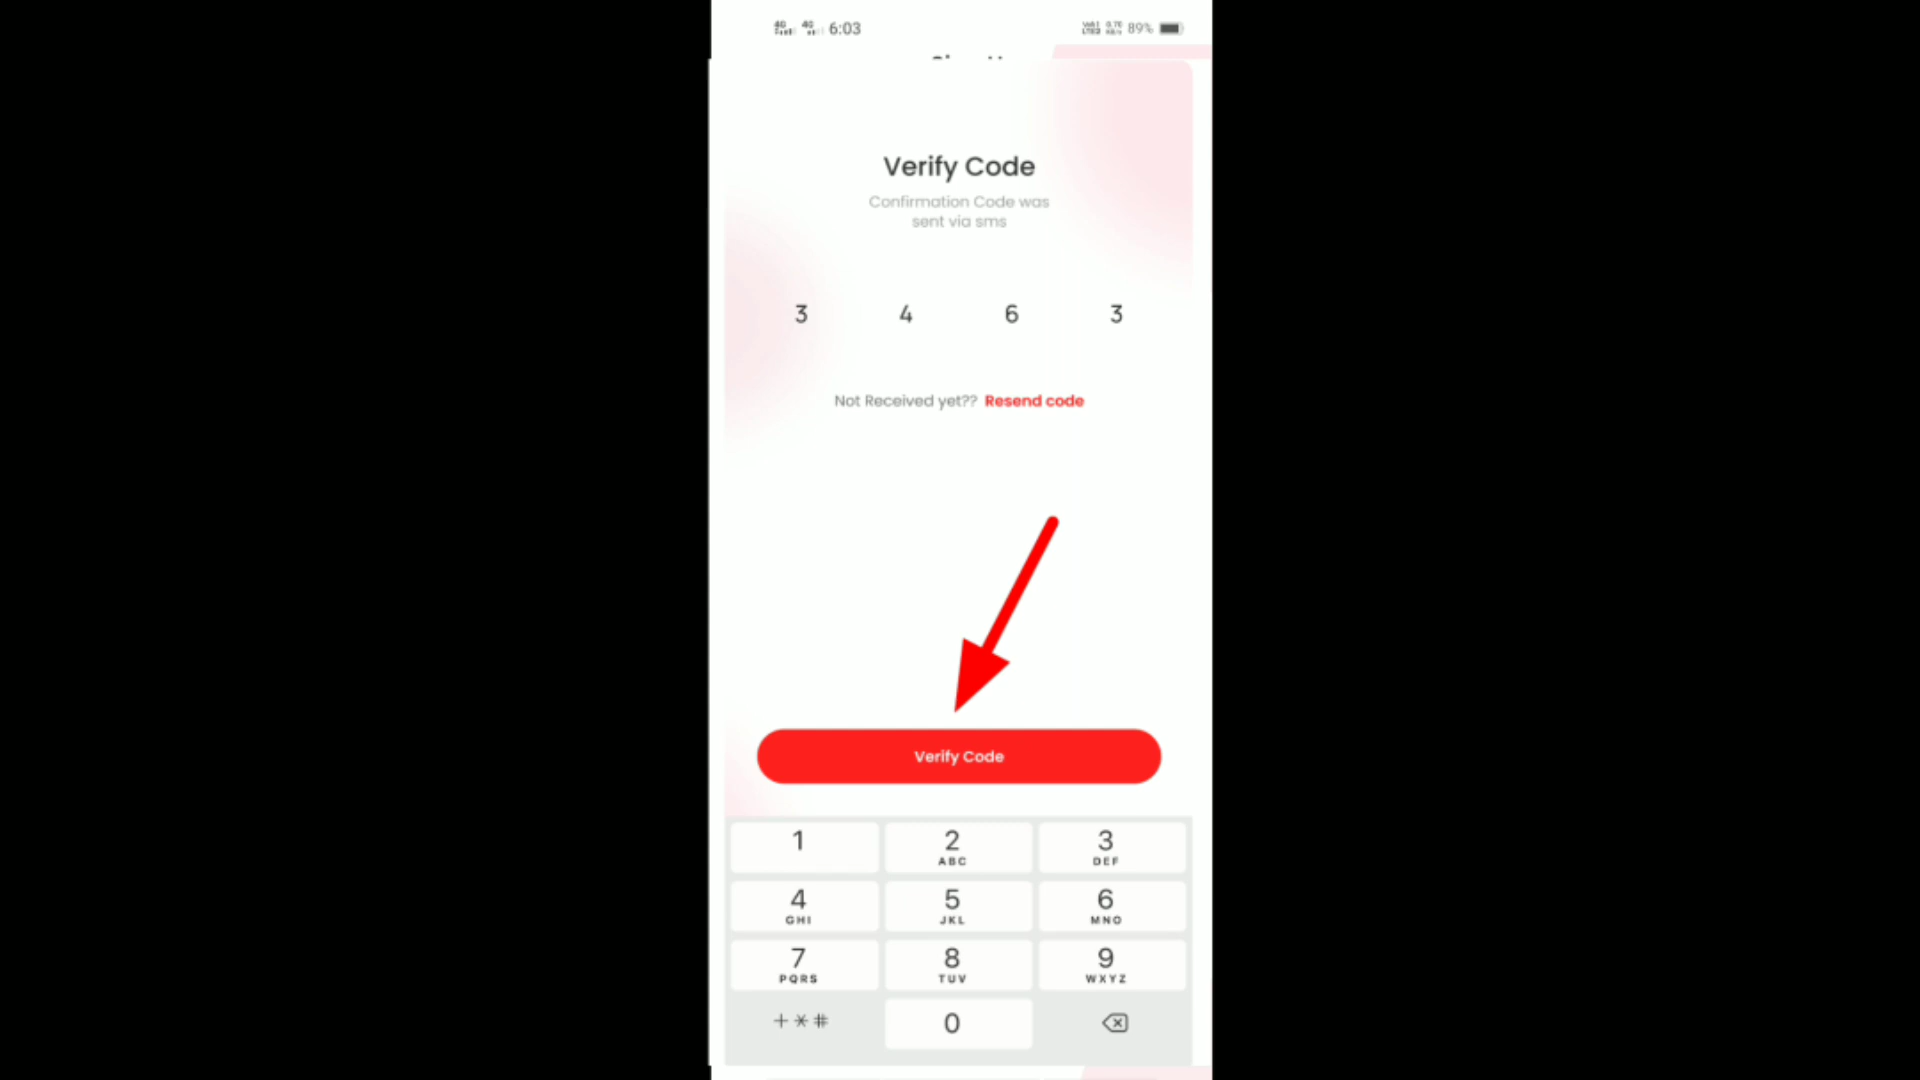 6:03
89%
Verify Code
Confirmation Code was
sent via sms
3 4 6 3
Not Received yet?? Resend code
Verify Code
1 2 3
ABC DEF
4 5 6
GHI JKL MNO
7 8 9
PQRS TUV WXYZ
+*# 0